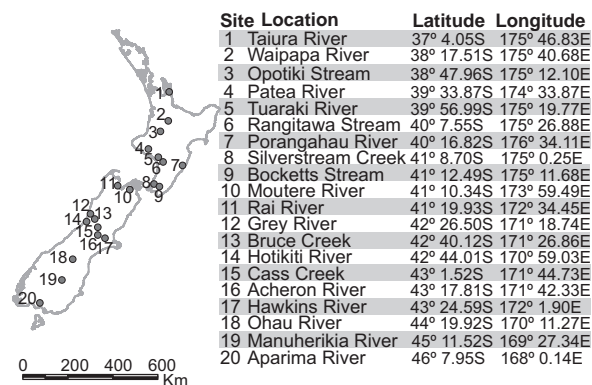 Site Location Latitude Longitude
1 Taiura River 37º 4.05S 175º 46.83E
2 Waipapa River 38º 17.51S 175º 40.68E
3 Opotiki Stream 38º 47.96S 175º 12.10E
4 Patea River 39º 33.87S 174º 33.87E
5 Tuaraki River 39º 56.99S 175º 19.77E
6 Rangitawa Stream 40º 7.55S 175º 26.88E
7 Porangahau River 40º 16.82S 176º 34.11E
8 Silverstream Creek 41º 8.70S 175º 0.25E
9 Bocketts Stream 41º 12.49S 175º 11.68E
10 Moutere River 41º 10.34S 173º 59.49E
11 Rai River 41º 19.93S 172º 34.45E
12 Grey River 42º 26.50S 171º 18.74E
13 Bruce Creek 42º 40.12S 171º 26.86E
14 Hotikiti River 42º 44.01S 170º 59.03E
15 Cass Creek 43º 1.52S 171º 44.73E
16 Acheron River 43º 17.81S 171º 42.33E
17 Hawkins River 43º 24.59S 172º 1.90E
18 Ohau River 44º 19.92S 170º 11.27E
19 Manuherikia River 45º 11.52S 169º 27.34E
20 Aparima River 46º 7.95S 168º 0.14E
1
2
3
4
5
6
7
8
9
10
11
12
13
14
15
16
17
18
19
20
0 200 400 600
Km